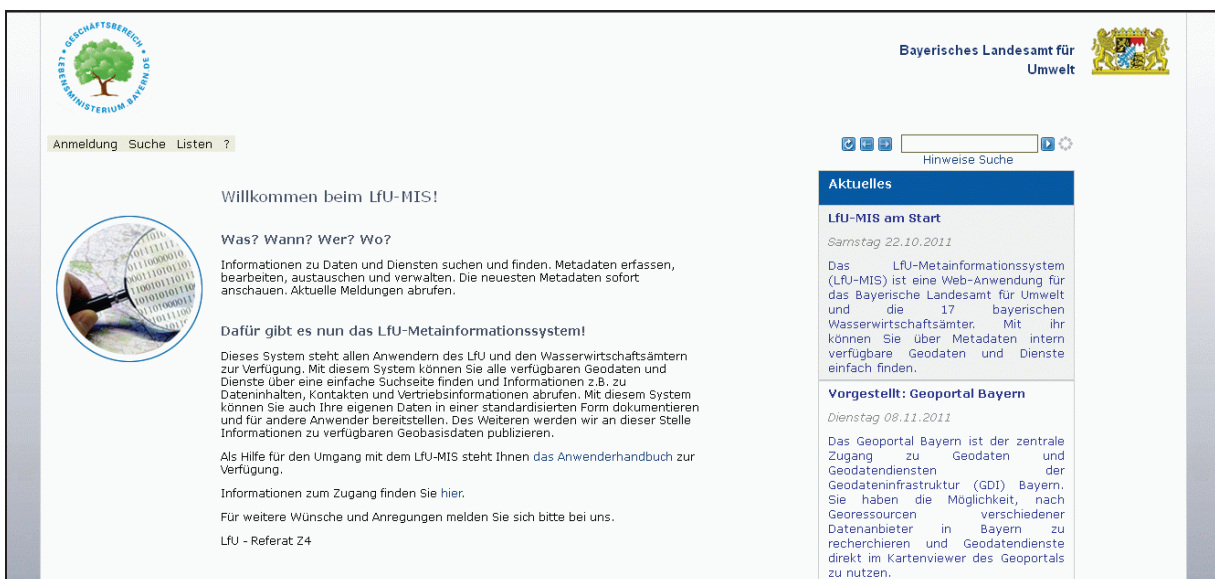 GESCHÄFTSBEREICH
LEBENSMINISTERIUM.BAYERN.DE
Bayerisches Landesamt für
Umwelt
Anmeldung Suche Listen ?
Hinweise Suche
Willkommen beim LfU-MIS!
Was? Wann? Wer? Wo?
Informationen zu Daten und Diensten suchen und finden. Metadaten erfassen,
bearbeiten, austauschen und verwalten. Die neuesten Metadaten sofort
anschauen. Aktuelle Meldungen abrufen.
Dafür gibt es nun das LfU-Metainformationssystem!
Dieses System steht allen Anwendern des LfU und den Wasserwirtschaftsämtern
zur Verfügung. Mit diesem System können Sie alle verfügbaren Geodaten und
Dienste über eine einfache Suchseite finden und Informationen z.B. zu
Dateninhalten, Kontakten und Vertriebsinformationen abrufen. Mit diesem System
können Sie auch Ihre eigenen Daten in einer standardisierten Form dokumentieren
und für andere Anwender bereitstellen. Des Weiteren werden wir an dieser Stelle
Informationen zu verfügbaren Geobasisdaten publizieren.
Als Hilfe für den Umgang mit dem LfU-MIS steht Ihnen das Anwenderhandbuch zur
Verfügung.
Informationen zum Zugang finden Sie hier.
Für weitere Wünsche und Anregungen melden Sie sich bitte bei uns.
LfU - Referat Z4
Aktuelles
LfU-MIS am Start
Samstag 22.10.2011
Das LfU-Metainformationssystem
(LfU-MIS) ist eine Web-Anwendung für
das Bayerische Landesamt für Umwelt
und die 17 bayerischen
Wasserwirtschaftsämter. Mit ihr
können Sie über Metadaten intern
verfügbare Geodaten und Dienste
einfach finden.
Vorgestellt: Geoportal Bayern
Dienstag 08.11.2011
Das Geoportal Bayern ist der zentrale
Zugang zu Geodaten und
Geodatendiensten der
Geodateninfrastruktur (GDI) Bayern.
Sie haben die Möglichkeit, nach
Georessourcen verschiedener
Datenanbieter in Bayern zu
recherchieren und Geodatendienste
direkt im Kartenviewer des Geoportals
zu nutzen.